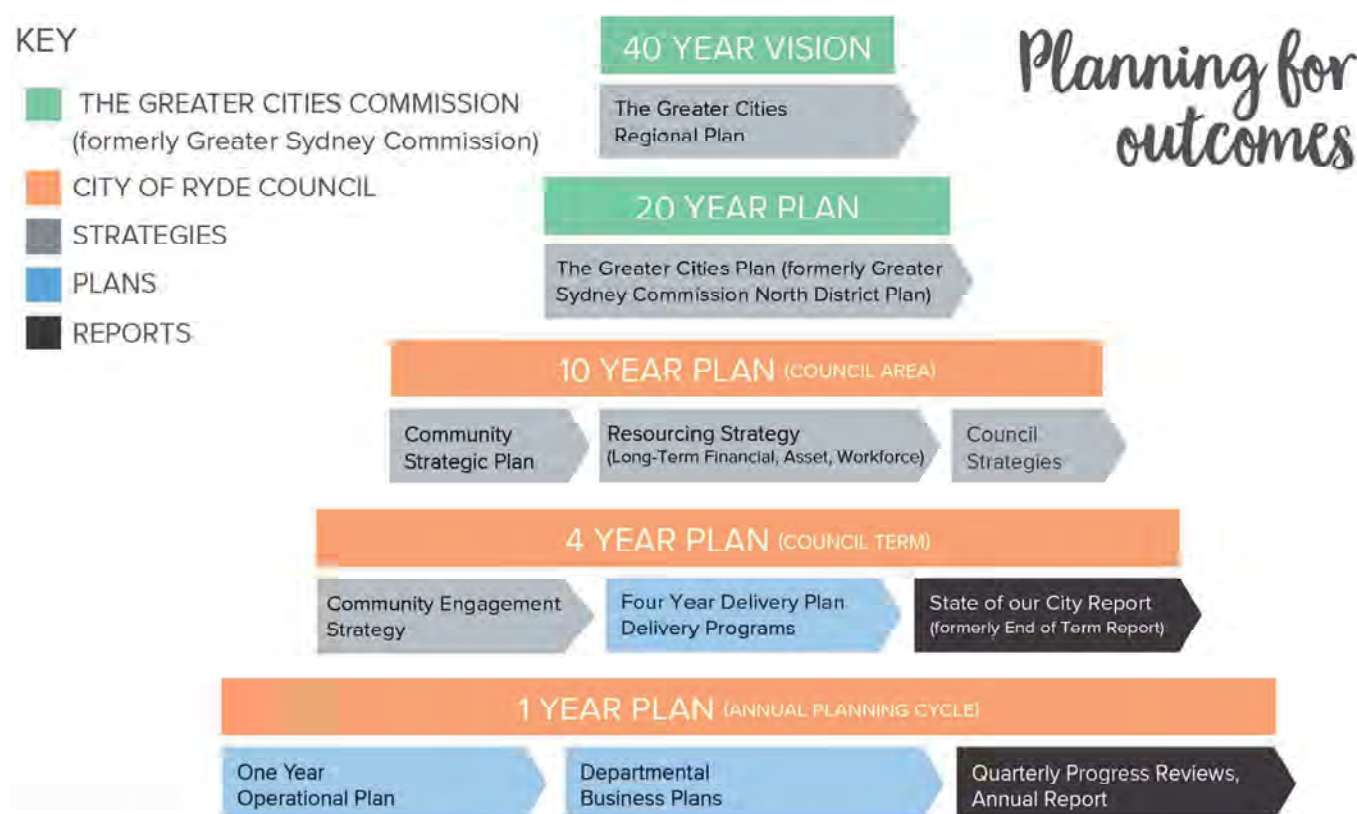 KEY
THE GREATER CITIES COMMISSION
(formerly Greater Sydney Commission)
CITY OF RYDE COUNCIL
STRATEGIES
PLANS
REPORTS
Planning for
outcomes
40 YEAR VISION
The Greater Cities
Regional Plan
20 YEAR PLAN
The Greater Cities Plan (formerly Greater
Sydney Commission North District Plan)
10 YEAR PLAN (COUNCIL AREA)
Community
Strategic Plan
Resourcing Strategy
(Long-Term Financial, Asset, Workforce)
Council
Strategies
4 YEAR PLAN (COUNCIL TERM)
Community Engagement
Strategy
Four Year Delivery Plan
Delivery Programs
State of our City Report
(formerly End of Term Report)
1 YEAR PLAN (ANNUAL PLANNING CYCLE)
One Year
Operational Plan
Departmental
Business Plans
Quarterly Progress Reviews,
Annual Report